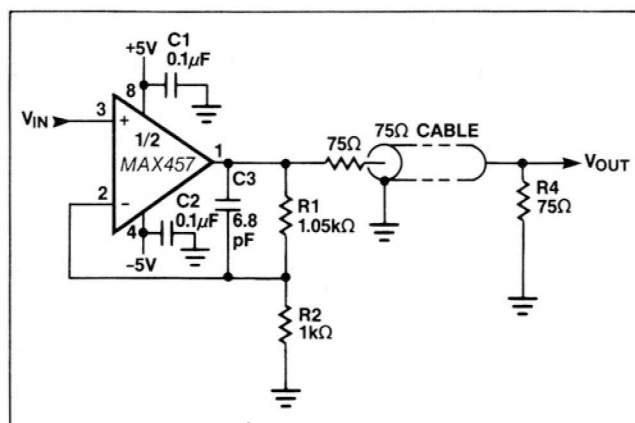 +5V
C1
0.1µF
8
VIN
3
+
1/2
MAX457
1
2
−
C2
0.1µF
4
−5V
C3
6.8
pF
R1
1.05kΩ
R2
1kΩ
75Ω
75Ω CABLE
VOUT
R4
75Ω